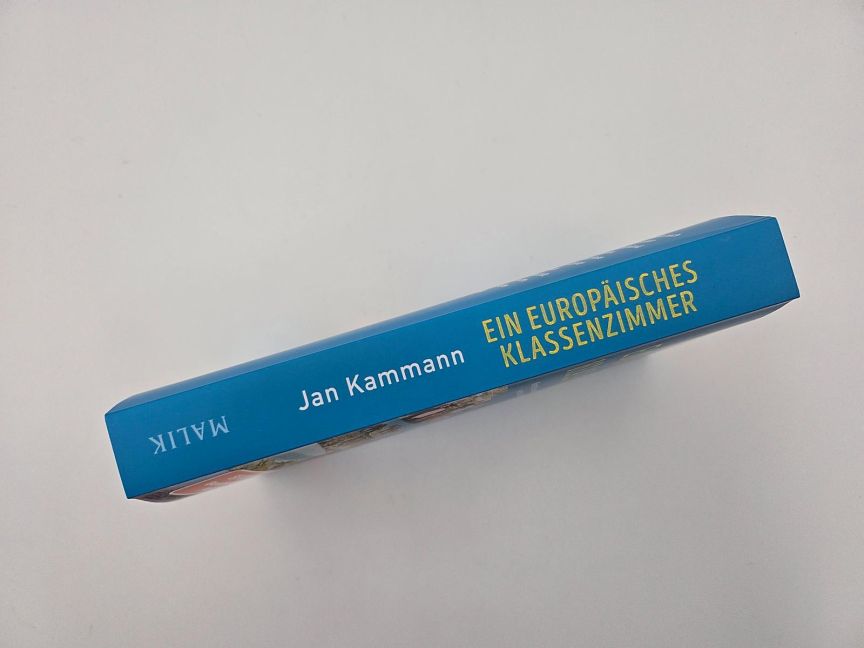 MALIK
Jan Kammann
EIN EUROPÄISCHES
KLASSENZIMMER